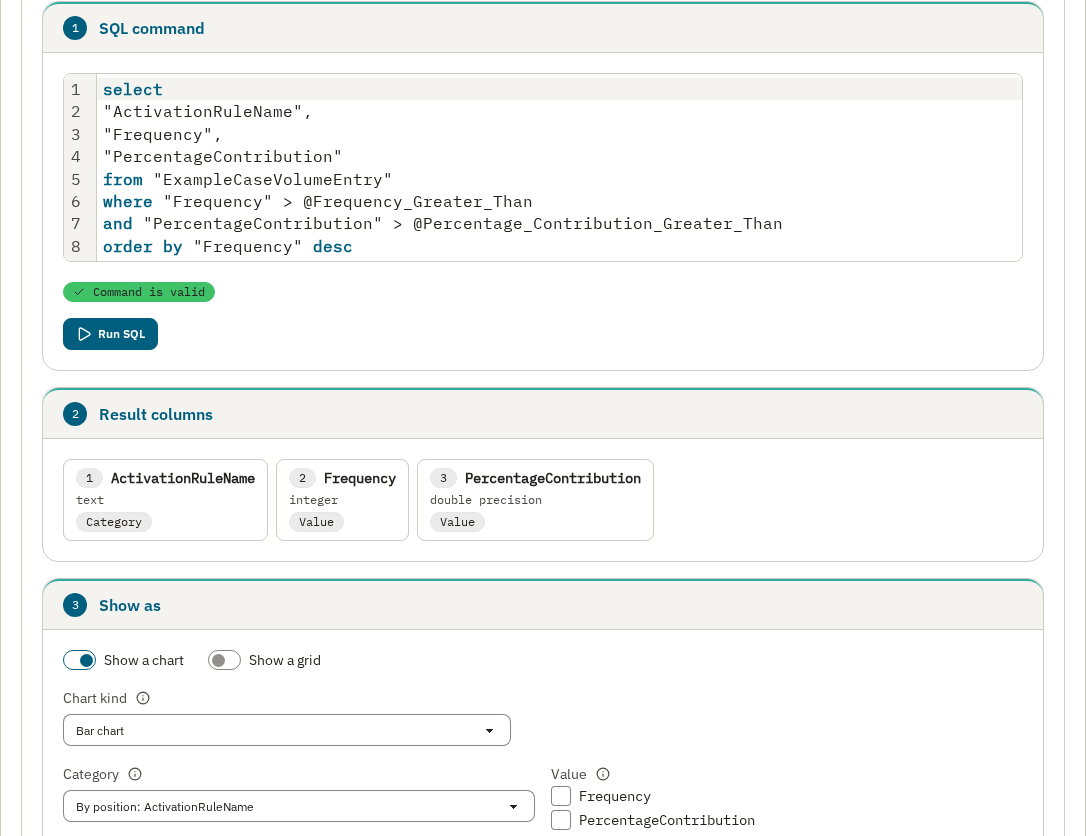 1 SQL command
1 select
2 "ActivationRuleName",
3 "Frequency",
4 "PercentageContribution"
5 from "ExampleCaseVolumeEntry"
6 where "Frequency" > @Frequency_Greater_Than
7 and "PercentageContribution" > @Percentage_Contribution_Greater_Than
8 order by "Frequency" desc
Command is valid
Run SQL
2 Result columns
1 ActivationRuleName
text
Category
2 Frequency
integer
Value
3 PercentageContribution
double precision
Value
3 Show as
Show a chart Show a grid
Chart kind
Bar chart
Category
By position: ActivationRuleName
Value
Frequency
PercentageContribution